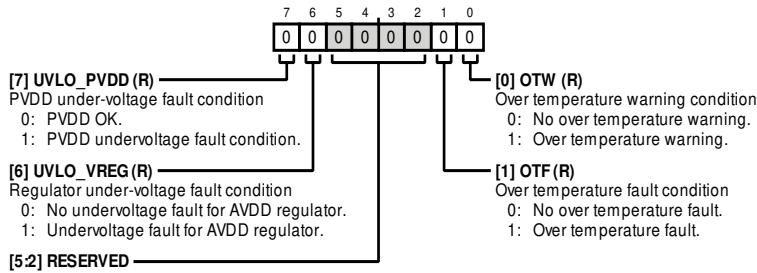 7 6 5 4 3 2 1 0
0 0 0 0 0 0 0 0
[7] UVLO_PVDD (R)
PVDD under-voltage fault condition
0: PVDD OK.
1: PVDD undervoltage fault condition.
[6] UVLO_VREG (R)
Regulator under-voltage fault condition
0: No undervoltage fault for AVDD regulator.
1: Undervoltage fault for AVDD regulator.
[5:2] RESERVED
[0] OTW (R)
Over temperature warning condition
0: No over temperature warning.
1: Over temperature warning.
[1] OTF (R)
Over temperature fault condition
0: No over temperature fault.
1: Over temperature fault.